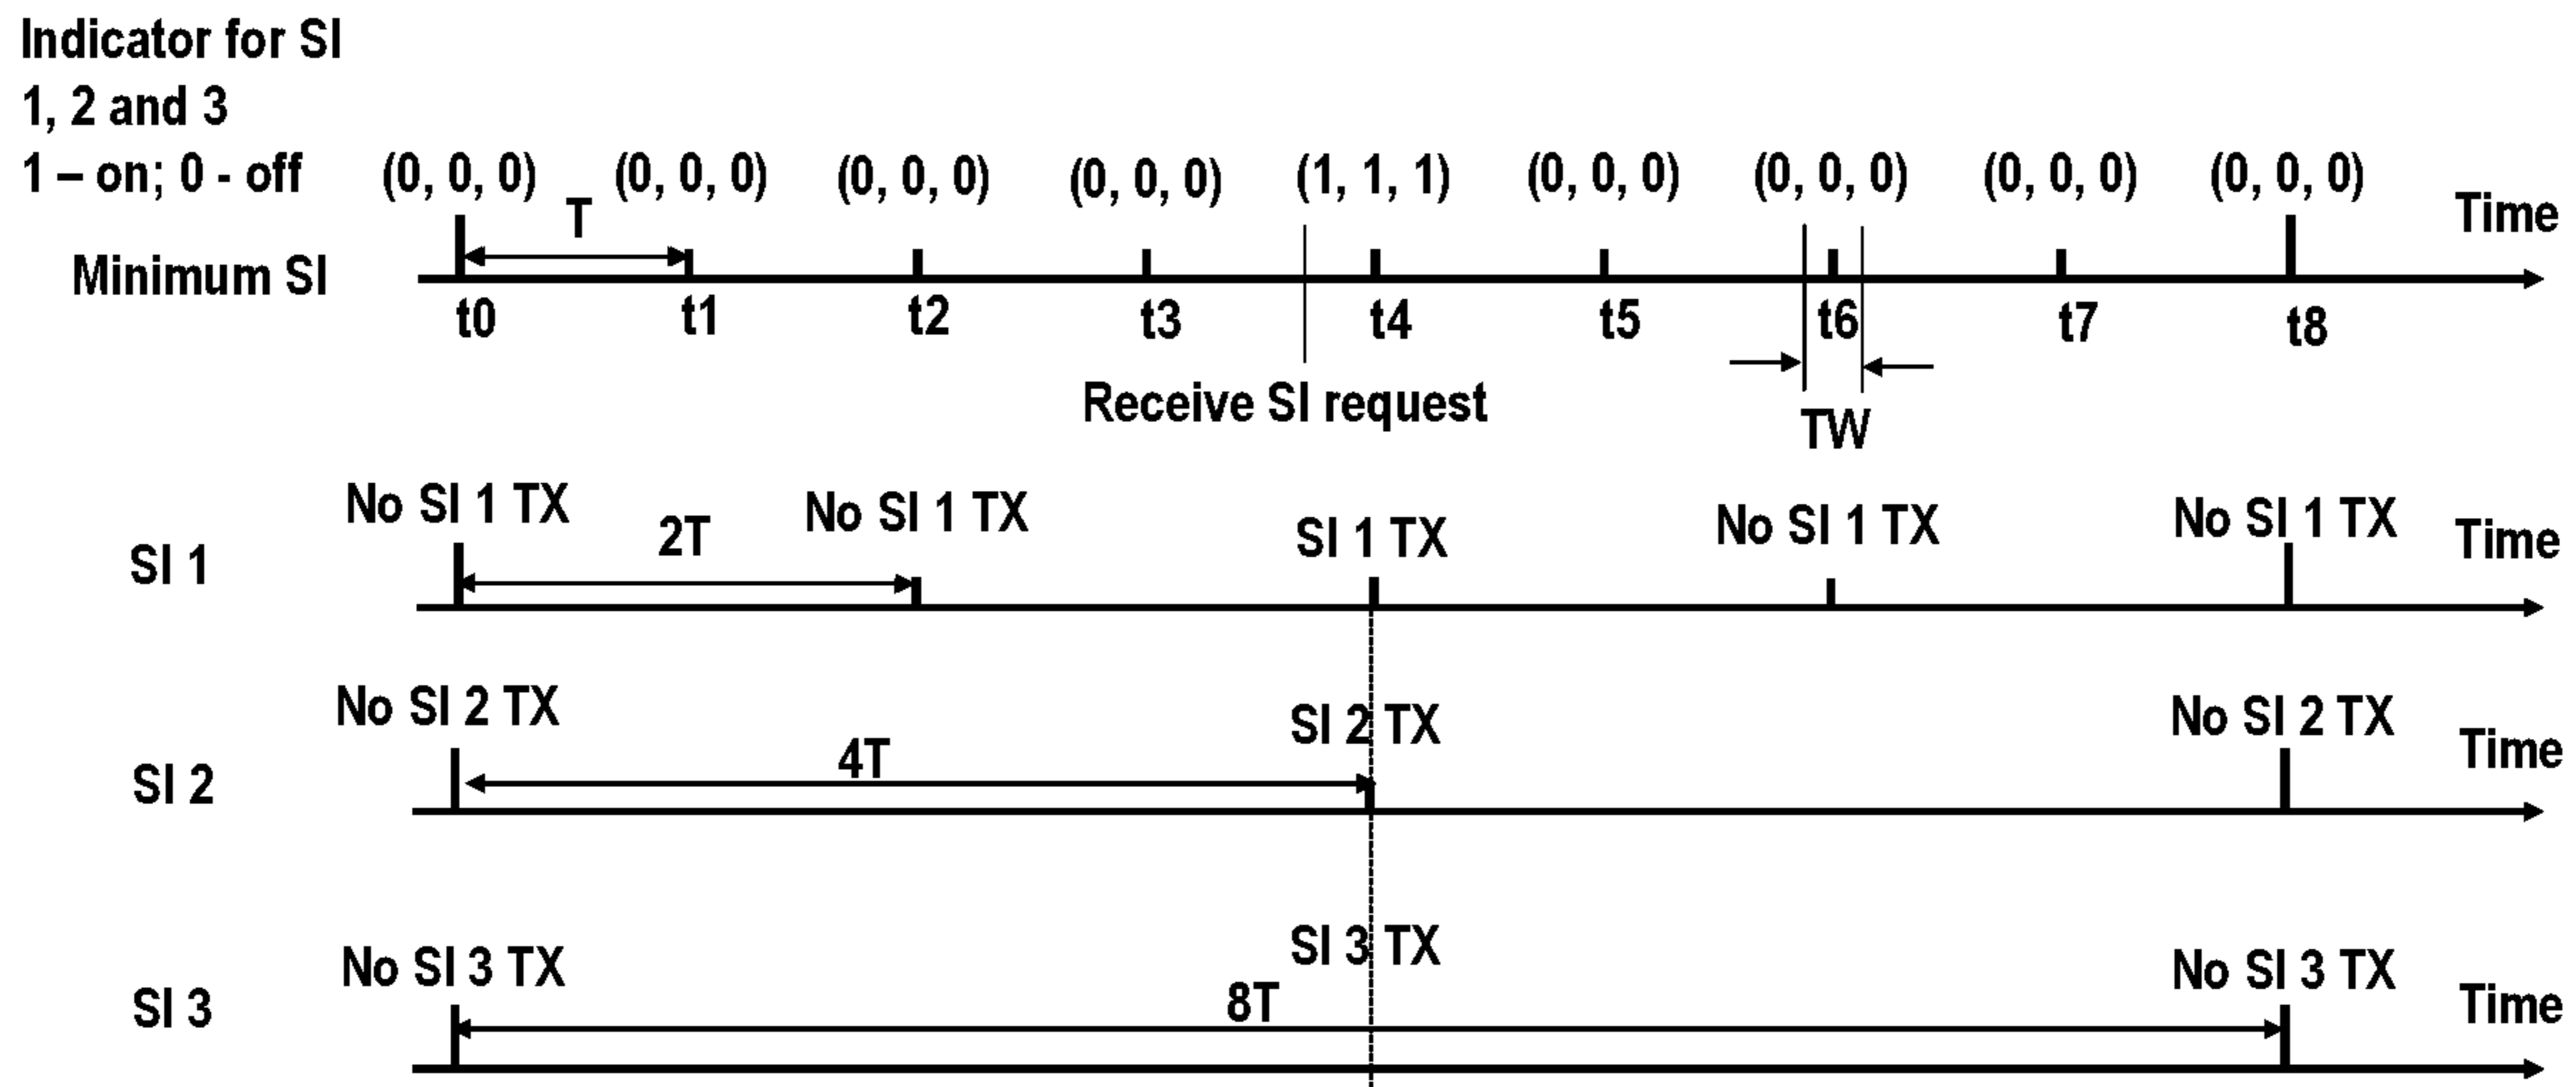 Indicator for SI
1, 2 and 3
1 – on; 0 - off (0, 0, 0) (0, 0, 0) (0, 0, 0) (0, 0, 0) (1, 1, 1) (0, 0, 0) (0, 0, 0) (0, 0, 0) (0, 0, 0)
T Time
Minimum SI
t0 t1 t2 t3 t4 t5 t6 t7 t8
Receive SI request
TW
No SI 1 TX No SI 1 TX SI 1 TX No SI 1 TX No SI 1 TX
SI 1 2T Time
No SI 2 TX SI 2 TX No SI 2 TX
SI 2 4T Time
No SI 3 TX SI 3 TX No SI 3 TX
SI 3 8T Time